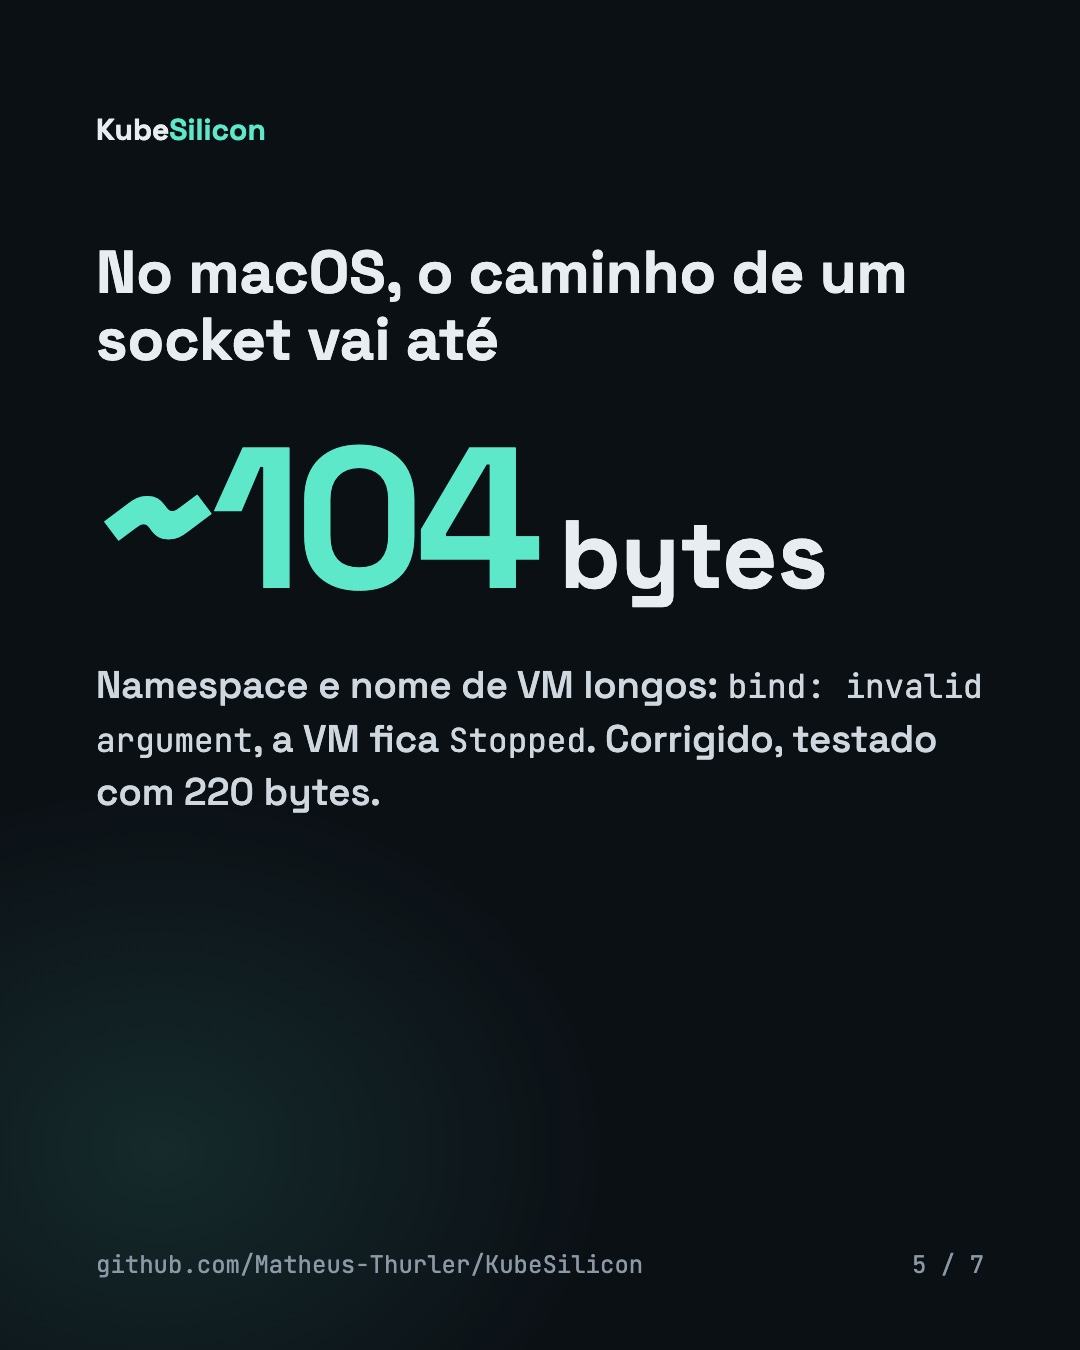 KubeSilicon
No macOS, o caminho de um
socket vai até
~104 bytes
Namespace e nome de VM longos: bind: invalid
argument, a VM fica Stopped. Corrigido, testado
com 220 bytes.
github.com/Matheus-Thurler/KubeSilicon
5 / 7